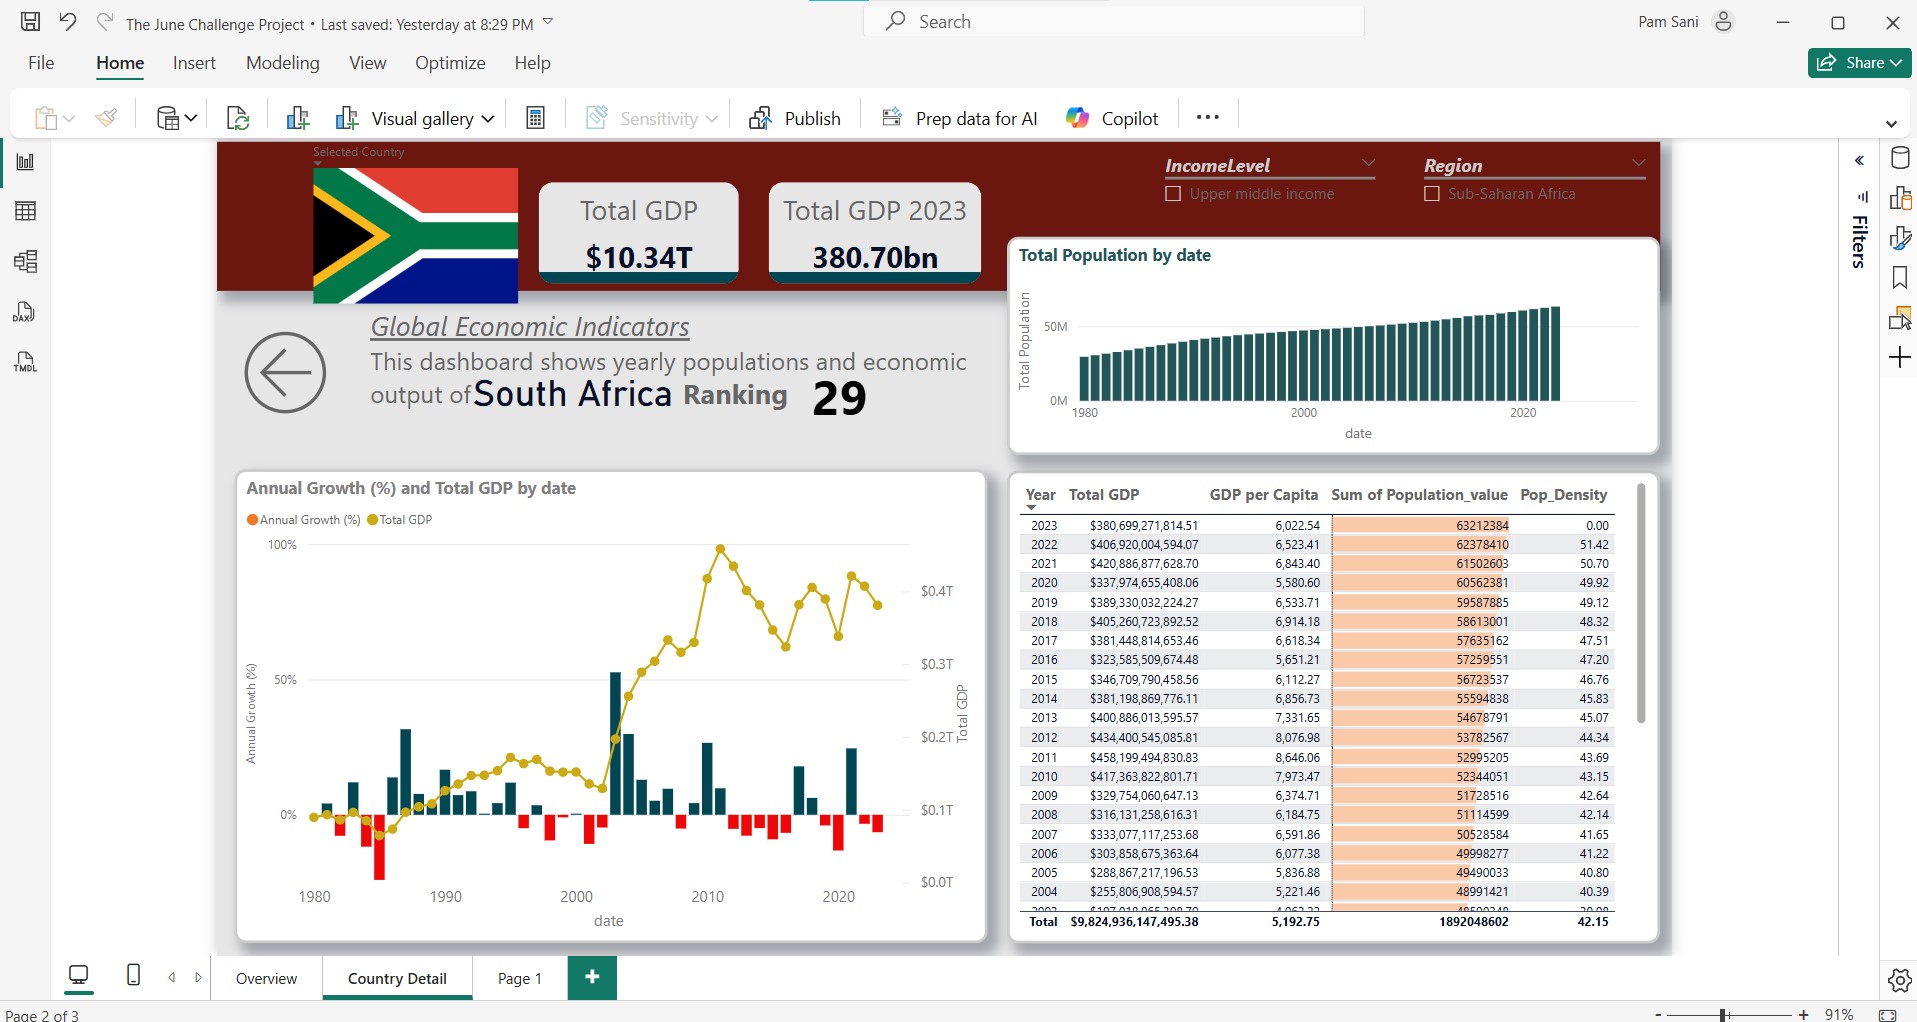 The June Challenge Project • Last saved: Yesterday at 8:29 PM
Search
Pam Sani
File Home Insert Modeling View Optimize Help
Share
Visual gallery
Sensitivity
Publish
Prep data for AI
Copilot
Selected Country
Total GDP
$10.34T
Total GDP 2023
380.70bn
IncomeLevel
Upper middle income
Region
Sub-Saharan Africa
Filters
DAX
TMDL
Global Economic Indicators
This dashboard shows yearly populations and economic
output of South Africa Ranking 29
Total Population by date
Total Population
50M
0M
1980 2000 2020
date
Annual Growth (%) and Total GDP by date
Annual Growth (%) Total GDP
100%
50%
0%
Annual Growth (%)
$0.4T
$0.3T
$0.2T
$0.1T
$0.0T
Total GDP
1980 1990 2000 2010 2020
date
Year Total GDP GDP per Capita Sum of Population_value Pop_Density
2023 $380,699,271,814.51 6,022.54 63212384 0.00
2022 $406,920,004,594.07 6,523.41 62378410 51.42
2021 $420,886,877,628.70 6,843.40 61502603 50.70
2020 $337,974,655,408.06 5,580.60 60562381 49.92
2019 $389,330,032,224.27 6,533.71 59587885 49.12
2018 $405,260,723,892.52 6,914.18 58613001 48.32
2017 $381,448,814,653.46 6,618.34 57635162 47.51
2016 $323,585,509,674.48 5,651.21 57259551 47.20
2015 $346,709,790,458.56 6,112.27 56723537 46.76
2014 $381,198,869,776.11 6,856.73 55594838 45.83
2013 $400,886,013,595.57 7,331.65 54678791 45.07
2012 $434,400,545,085.81 8,076.98 53782567 44.34
2011 $458,199,494,830.83 8,646.06 52995205 43.69
2010 $417,363,822,801.71 7,973.47 52344051 43.15
2009 $329,754,060,647.13 6,374.71 51728516 42.64
2008 $316,131,258,616.31 6,184.75 51114599 42.14
2007 $333,077,117,253.68 6,591.86 50528584 41.65
2006 $303,858,675,363.64 6,077.38 49998277 41.22
2005 $288,867,217,196.53 5,836.88 49490033 40.80
2004 $255,806,908,594.57 5,221.46 48991421 40.39
Total $9,824,936,147,495.38 5,192.75 1892048602 42.15
Overview Country Detail Page 1
Page 2 of 3
91%